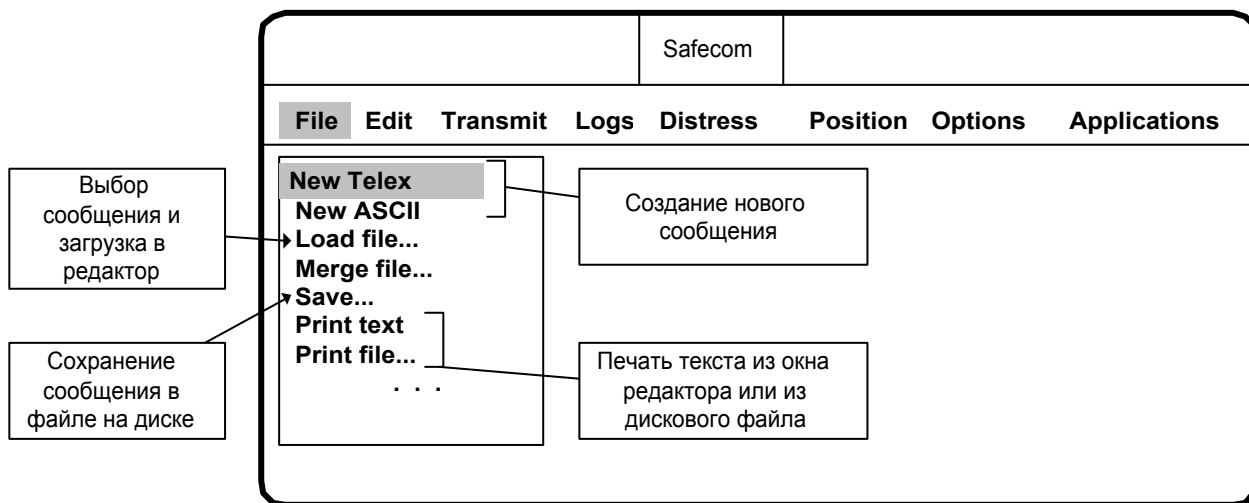 Safecom
File Edit Transmit Logs Distress Position Options Applications
New Telex
New ASCII
Load file...
Merge file...
Save...
Print text
Print file...
. . .
Выбор
сообщения и
загрузка в
редактор
Сохранение
сообщения в
файле на диске
Создание нового
сообщения
Печать текста из окна
редактора или из
дискового файла